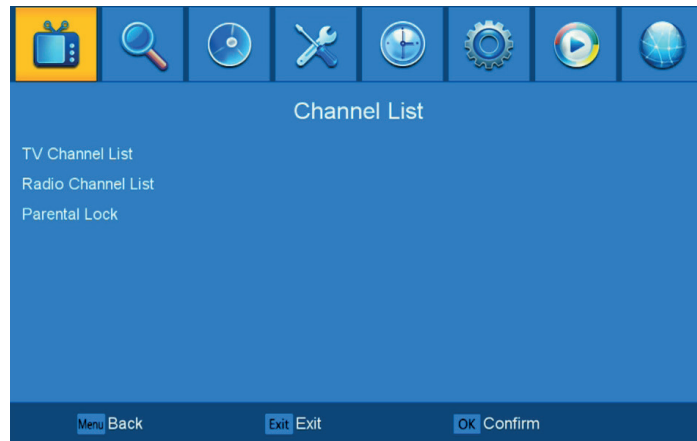 Channel List
TV Channel List
Radio Channel List
Parental Lock
Menu Back Exit Exit OK Confirm